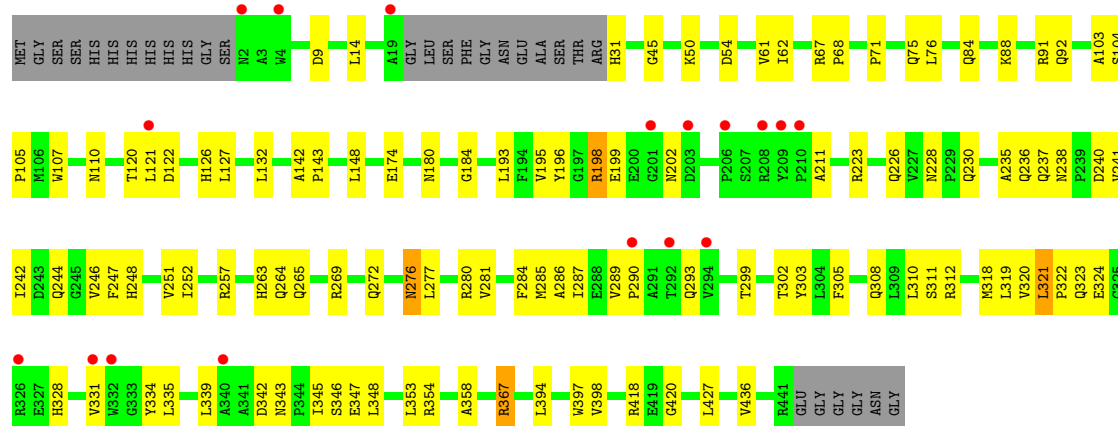 MET GLY SER SER HIS HIS HIS HIS HIS HIS GLY SER N2 A3 W4 D9 L14 A19 GLY LEU SER PHE GLY ASN GLU ALA SER THR ARG H31 G45 K50 D54 V61 I62 R67 P68 P71 Q75 L76 Q84 K88 R91 Q92 A103 S104
P105 M106 W107 N110 T120 L121 D122 H126 L127 L132 A142 P143 L148 E174 N180 G184 L193 F194 V195 Y196 G197 R198 E199 E200 G201 N202 D203 P206 S207 R208 Y209 P210 A211 R223 Q226 V227 N228 P229 Q230 A235 Q236 Q237 N238 P239 D240 V241
I242 D243 Q244 G245 V246 F247 H248 V251 I252 R257 H263 Q264 Q265 R269 Q272 N276 L277 R280 V281 F284 M285 A286 I287 E288 V289 P290 A291 T292 Q293 V294 T299 T302 Y303 L304 F305 Q308 L309 L310 S311 R312 M318 L319 V320 L321 P322 Q323 E324 G325
R326 E327 H328 V331 W332 G333 Y334 L335 L339 A340 A341 D342 N343 P344 I345 S346 E347 L348 L353 R354 A358 R367 L394 W397 V398 R418 E419 G420 L427 V436 R441 GLU GLY GLY GLY ASN GLY